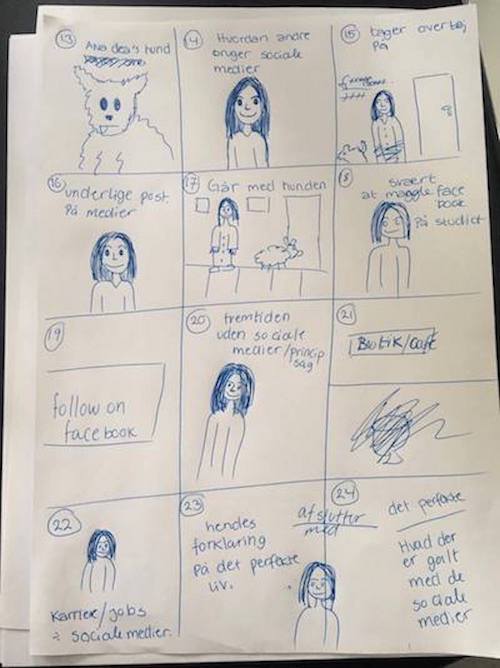 13
Andrea's hund
14
Hvordan andre
bruger sociale
medier
15
tager overtøj
På
16
underlige post
På medier
17
Går med hunden
18
svært
at mangle face
book
På studiet
19
follow on
facebook
20
fremtiden
uden sociale
medier/princip
sag
21
Butik/café
22
Karriere/jobs
sociale medier.
23
hendes
forklaring
På det perfekte
liv.
afslutter
med
24
det perfekte
Hvad der
er galt
med de
sociale
medier